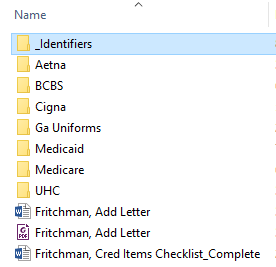 Name
_Identifiers
Aetna
BCBS
Cigna
Ga Uniforms
Medicaid
Medicare
UHC
Fritchman, Add Letter
Fritchman, Add Letter
Fritchman, Cred Items Checklist_Complete